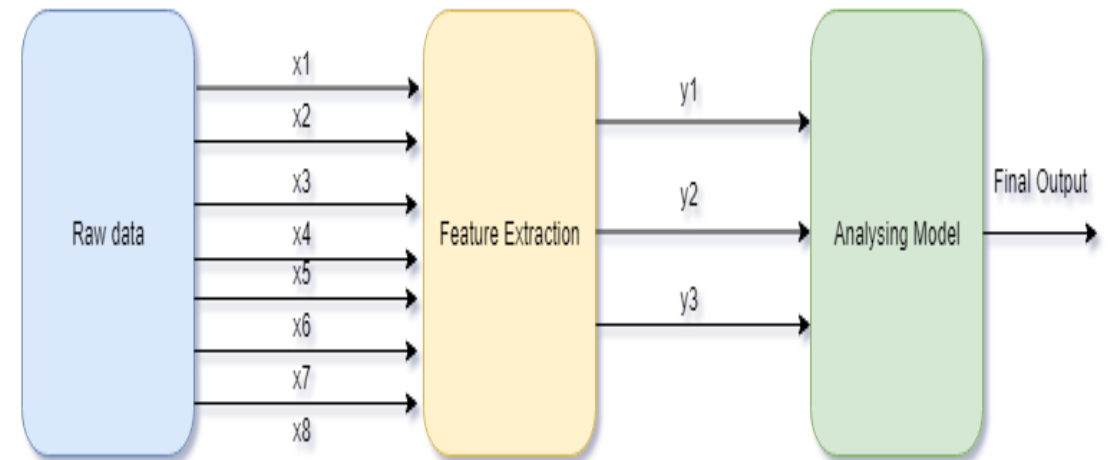 Raw data
x1
x2
x3
x4
x5
x6
x7
x8
Feature Extraction
y1
y2
y3
Analysing Model
Final Output